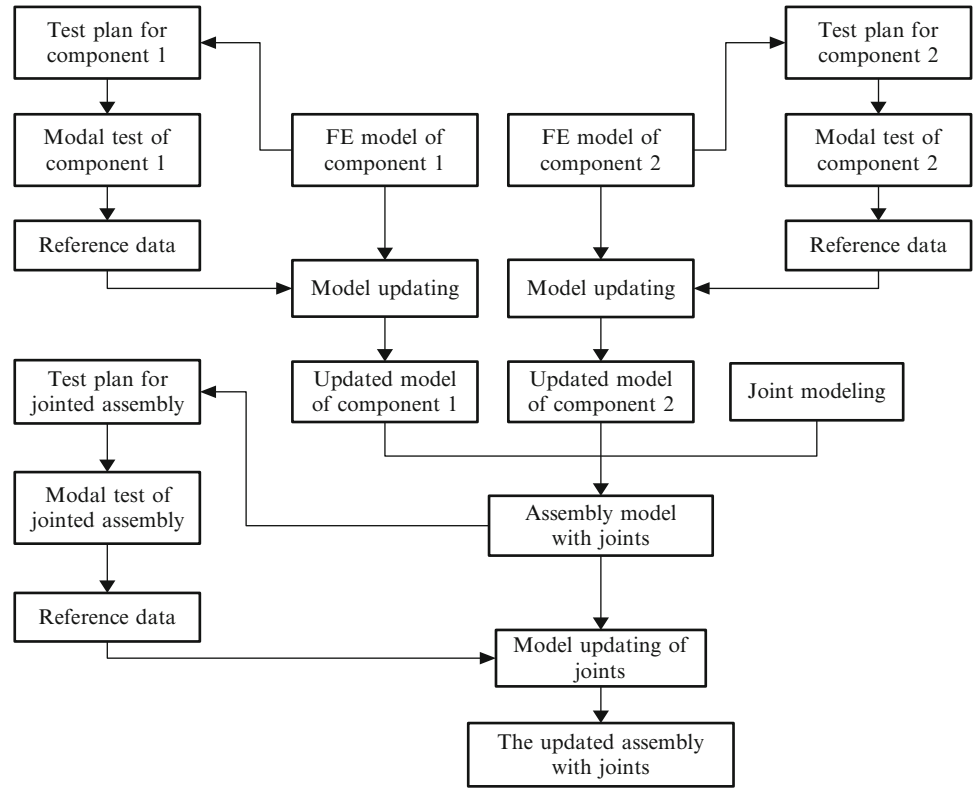 Test plan for
component 1
Test plan for
component 2
Modal test of
component 1
FE model of
component 1
FE model of
component 2
Modal test of
component 2
Reference data
Reference data
Model updating
Model updating
Test plan for
jointed assembly
Updated model
of component 1
Updated model
of component 2
Joint modeling
Modal test of
jointed assembly
Assembly model
with joints
Reference data
Model updating of
joints
The updated assembly
with joints